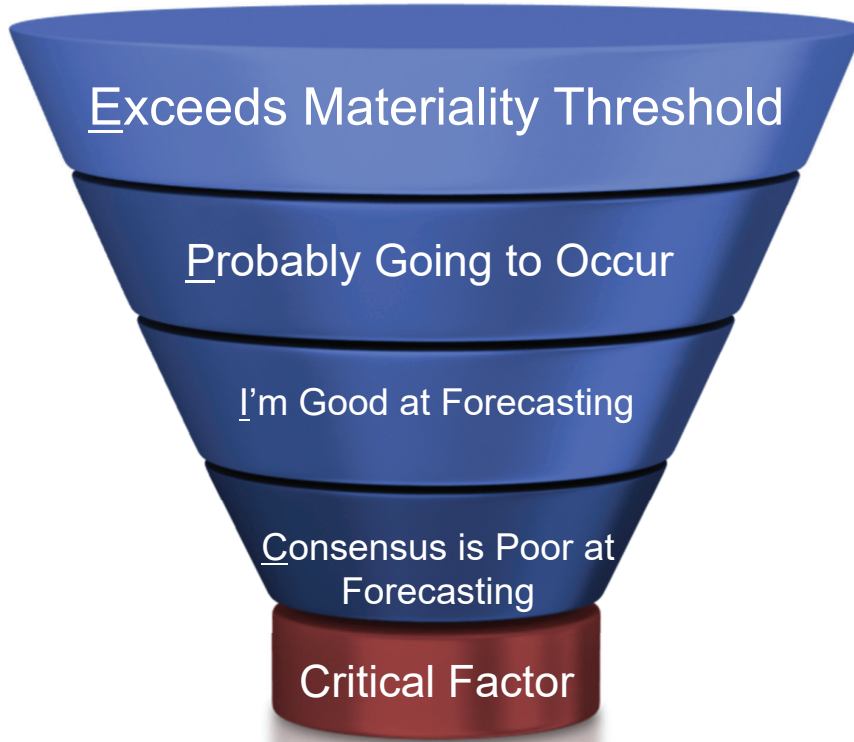 Exceeds Materiality Threshold
Probably Going to Occur
I'm Good at Forecasting
Consensus is Poor at
Forecasting
Critical Factor